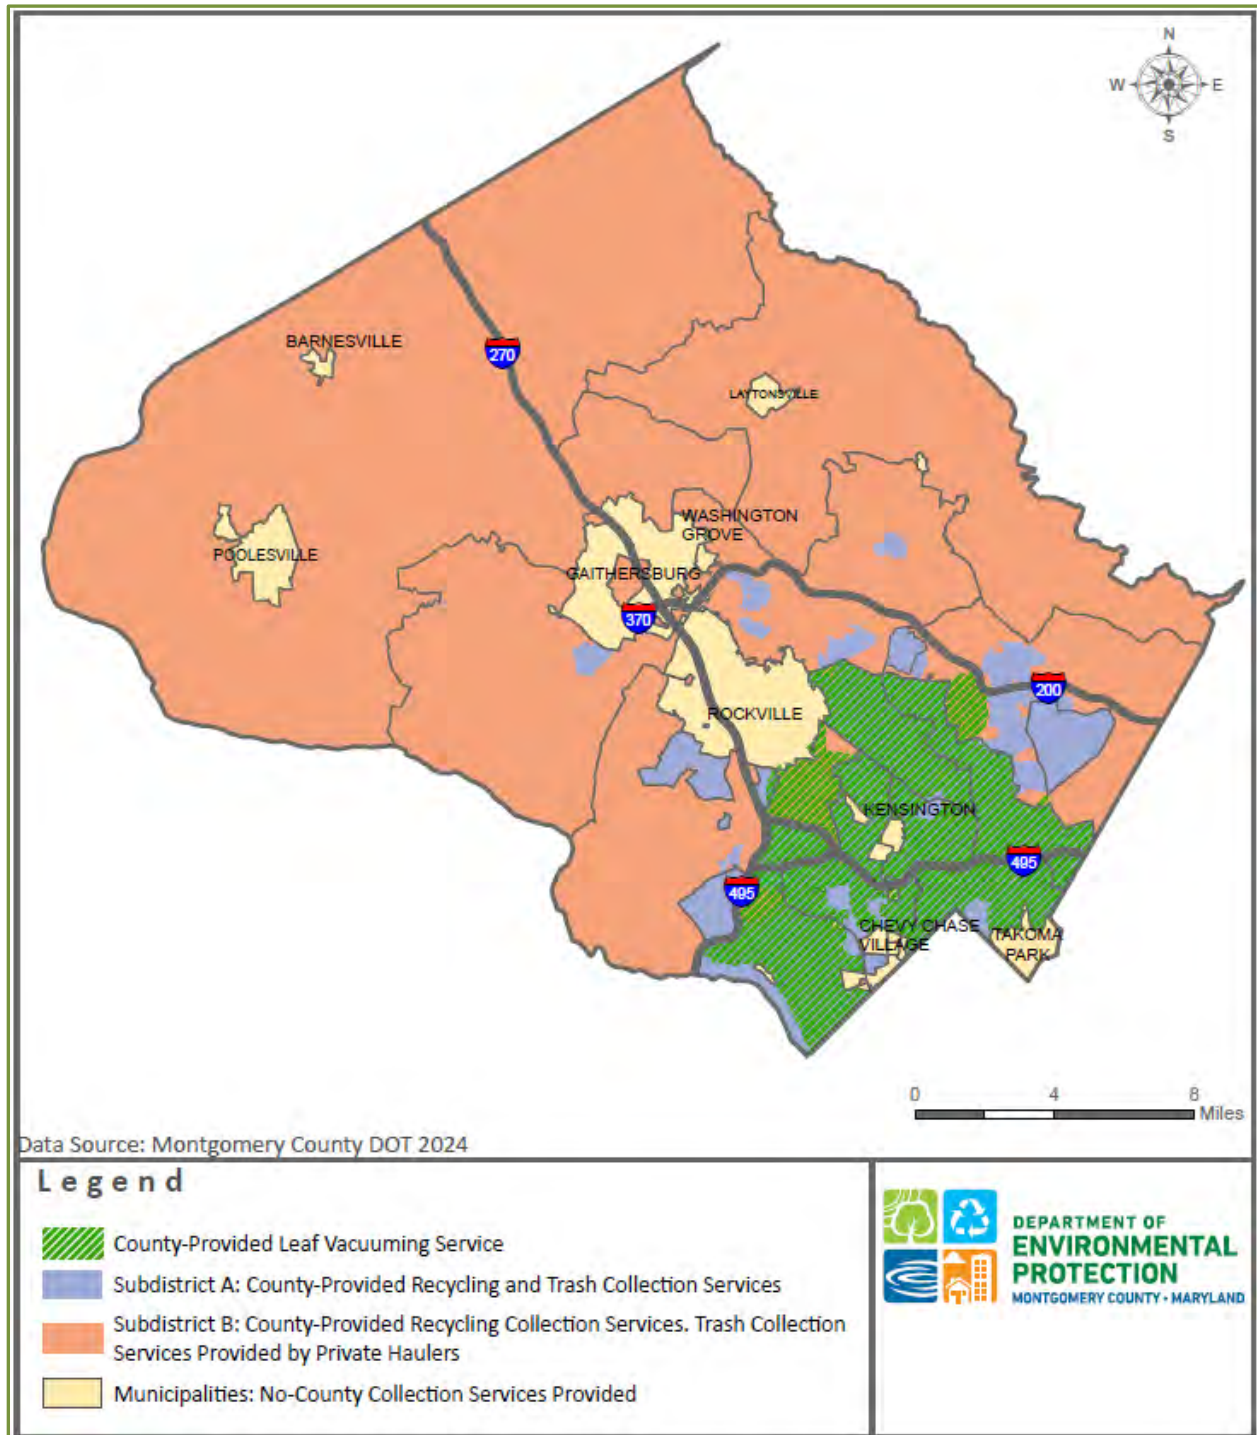 N
W E
S
BARNESVILLE
270
LAYTONSVILLE
WASHINGTON
GROVE
POOLESVILLE
GAITHERSBURG
370
200
ROCKVILLE
KENSINGTON
495
495
CHEVY CHASE
VILLAGE
TAKOMA
PARK
0 4 8
Miles
Data Source: Montgomery County DOT 2024
Legend
County-Provided Leaf Vacuuming Service
Subdistrict A: County-Provided Recycling and Trash Collection Services
Subdistrict B: County-Provided Recycling Collection Services. Trash Collection
Services Provided by Private Haulers
Municipalities: No-County Collection Services Provided
DEPARTMENT OF
ENVIRONMENTAL
PROTECTION
MONTGOMERY COUNTY • MARYLAND